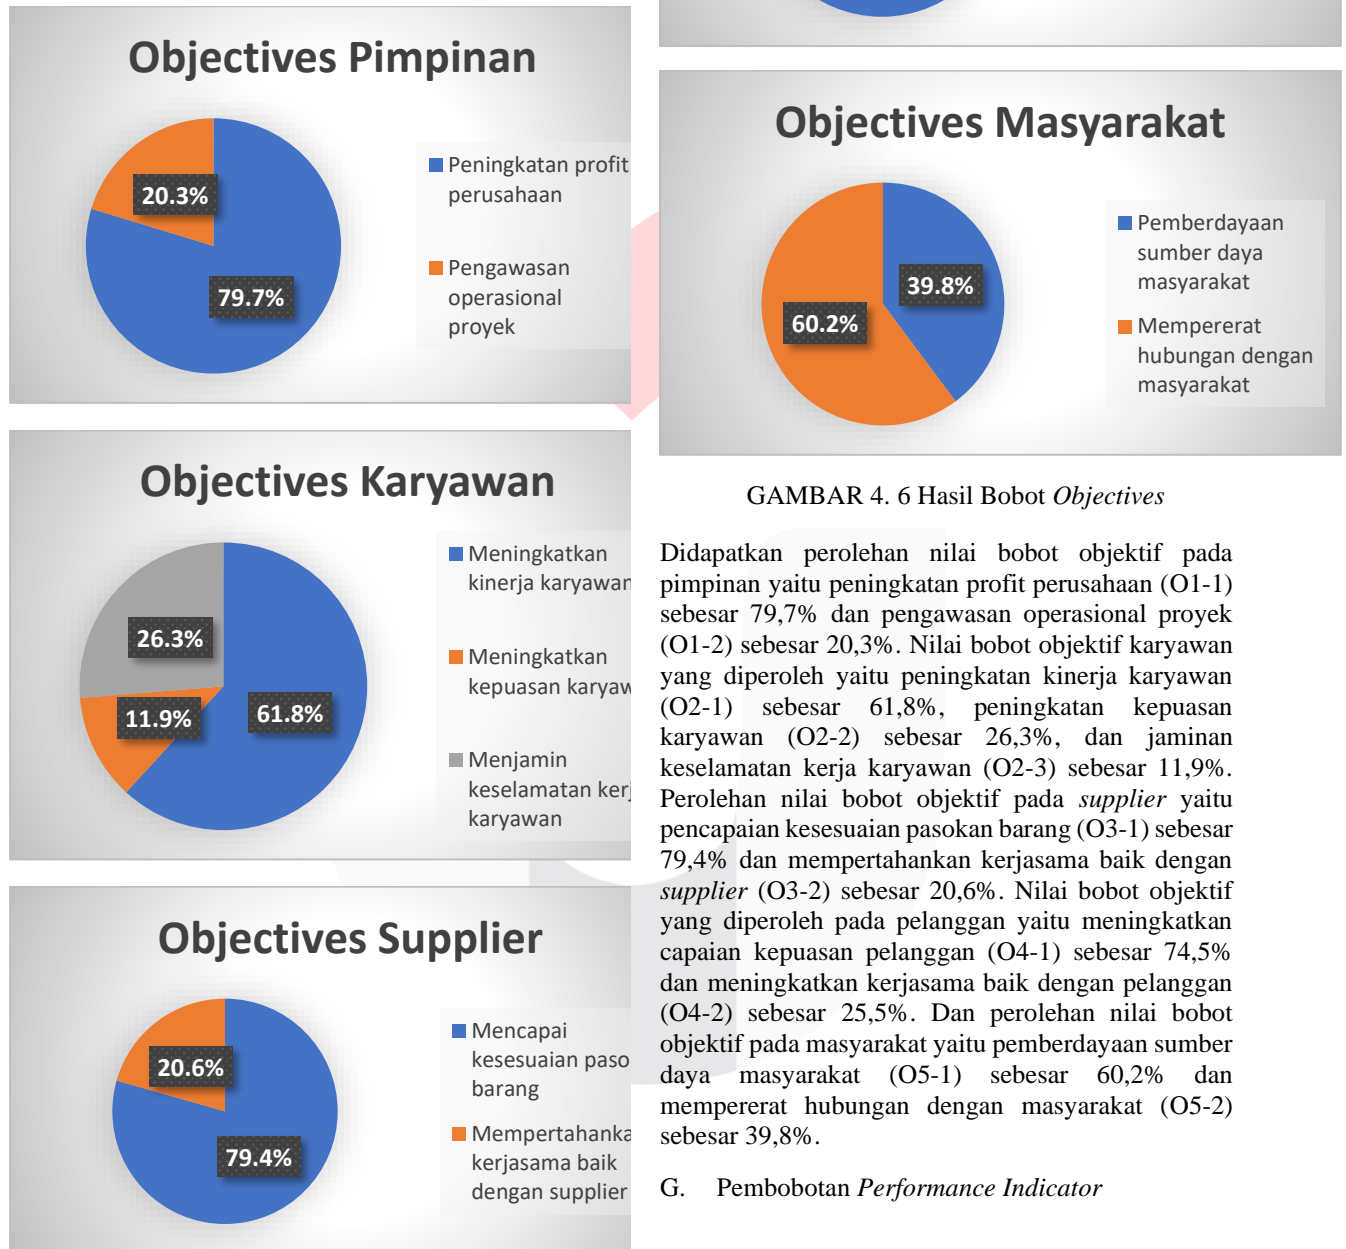 Objectives Pimpinan
20.3%
79.7%
Peningkatan profit
perusahaan
Pengawasan
operasional
proyek
Objectives Karyawan
26.3%
11.9%
61.8%
Meningkatkan
kinerja karyawan
Meningkatkan
kepuasan karyaw
Menjamin
keselamatan kerj
karyawan
Objectives Supplier
20.6%
79.4%
Mencapai
kesesuaian paso
barang
Mempertahanka
kerjasama baik
dengan supplier
Objectives Masyarakat
39.8%
60.2%
Pemberdayaan
sumber daya
masyarakat
Mempererat
hubungan dengan
masyarakat
GAMBAR 4. 6 Hasil Bobot Objectives
Didapatkan perolehan nilai bobot objektif pada
pimpinan yaitu peningkatan profit perusahaan (O1-1)
sebesar 79,7% dan pengawasan operasional proyek
(O1-2) sebesar 20,3%. Nilai bobot objektif karyawan
yang diperoleh yaitu peningkatan kinerja karyawan
(O2-1) sebesar 61,8%, peningkatan kepuasan
karyawan (O2-2) sebesar 26,3%, dan jaminan
keselamatan kerja karyawan (O2-3) sebesar 11,9%.
Perolehan nilai bobot objektif pada supplier yaitu
pencapaian kesesuaian pasokan barang (O3-1) sebesar
79,4% dan mempertahankan kerjasama baik dengan
supplier (O3-2) sebesar 20,6%. Nilai bobot objektif
yang diperoleh pada pelanggan yaitu meningkatkan
capaian kepuasan pelanggan (O4-1) sebesar 74,5%
dan meningkatkan kerjasama baik dengan pelanggan
(O4-2) sebesar 25,5%. Dan perolehan nilai bobot
objektif pada masyarakat yaitu pemberdayaan sumber
daya masyarakat (O5-1) sebesar 60,2% dan
mempererat hubungan dengan masyarakat (O5-2)
sebesar 39,8%.
G. Pembobotan Performance Indicator